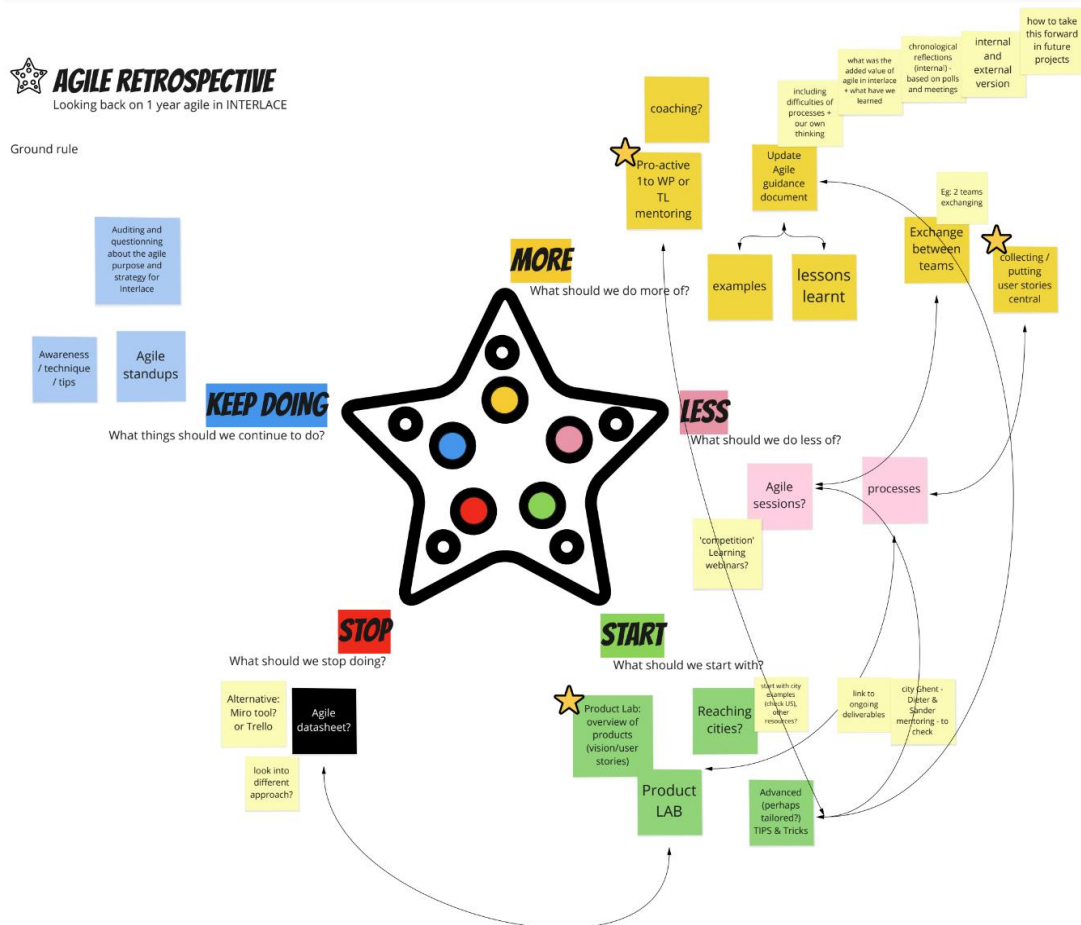 AGILE RETROSPECTIVE
Looking back on 1 year agile in INTERLACE
Ground rule
how to take
this forward
in future
projects
internal
and
external
version
chronological
reflections
(internal) -
based on polls
and meetings
what was the
added value of
agile in interlace
+ what have we
learned
including
difficulties of
processes +
our own
thinking
coaching?
Pro-active
1to WP or
TL
mentoring
Update
Agile
guidance
document
examples
lessons
learnt
Eg: 2 teams
exchanging
Exchange
between
teams
collecting /
putting
user stories
central
MORE
What should we do more of?
Auditing and
questionning
about the agile
purpose and
strategy for
Interlace
Awareness
/ technique
/ tips
Agile
standups
KEEP DOING
What things should we continue to do?
LESS
What should we do less of?
Agile
sessions?
processes
'competition'
Learning
webinars?
STOP
What should we stop doing?
Alternative:
Miro tool?
or Trello
Agile
datasheet?
look into
different
approach?
START
What should we start with?
Product Lab:
overview of
products
(vision/user
stories)
Product
LAB
Reaching
cities?
start with city
examples
(check US),
other
resources?
link to
ongoing
deliverables
city Ghent -
Dieter &
Sander
mentoring - to
check
Advanced
(perhaps
tailored?)
TIPS & Tricks